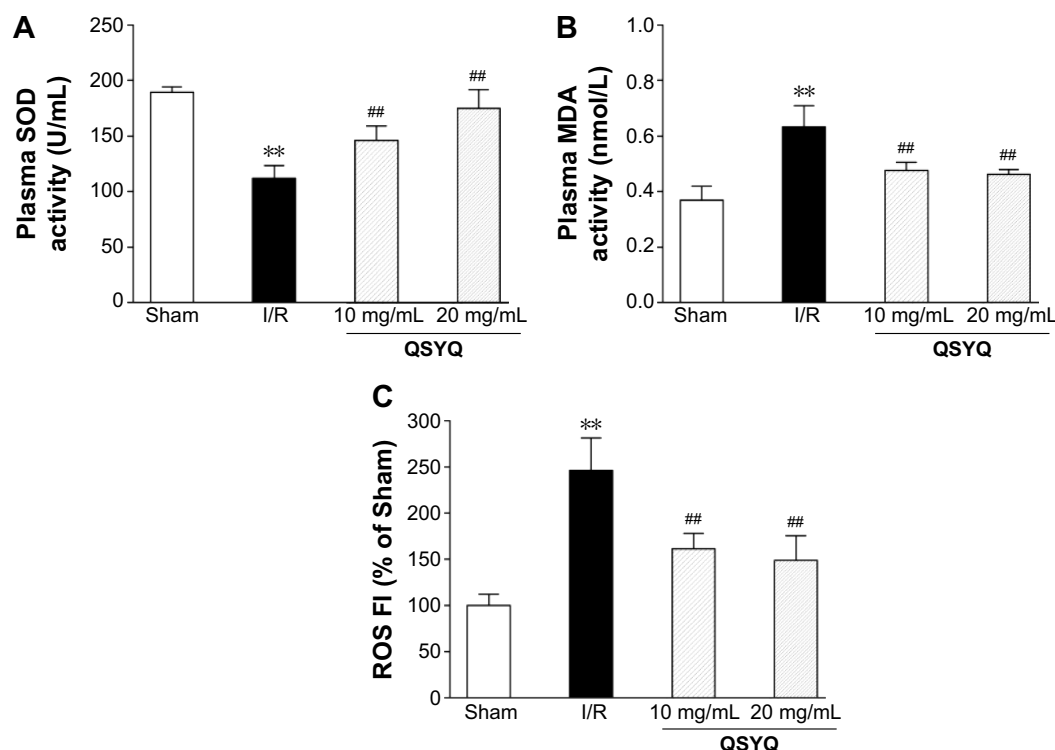 A
Plasma SOD
activity (U/mL)
250
200
150
100
50
0
**
##
##
Sham
I/R
10 mg/mL
20 mg/mL
QSYQ
B
Plasma MDA
activity (nmol/L)
1.0
0.8
0.6
0.4
0.2
0.0
**
##
##
Sham
I/R
10 mg/mL
20 mg/mL
QSYQ
C
ROS FI (% of Sham)
300
250
200
150
100
50
0
**
##
##
Sham
I/R
10 mg/mL
20 mg/mL
QSYQ